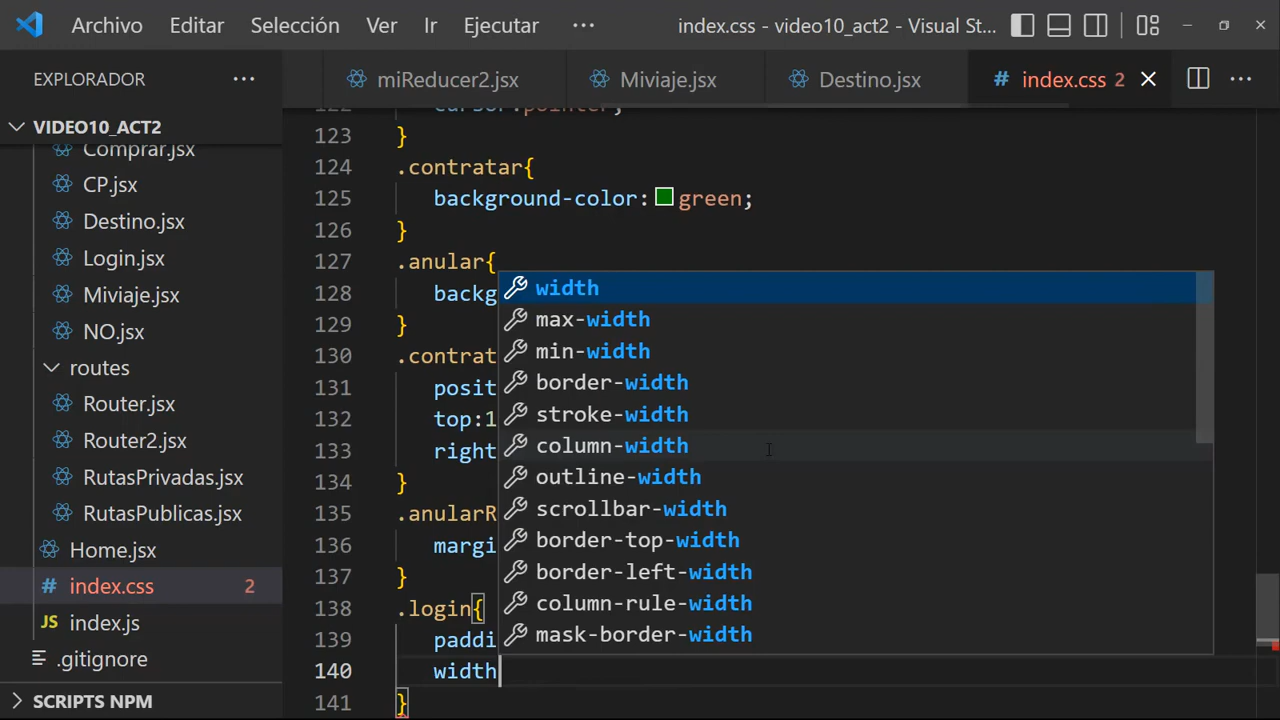 Archivo Editar Selección Ver Ir Ejecutar ··· index.css - video10_act2 - Visual St...
EXPLORADOR ···
miReducer2.jsx Miviaje.jsx Destino.jsx # index.css 2
VIDEO10_ACT2
Comprar.jsx
CP.jsx
Destino.jsx
Login.jsx
Miviaje.jsx
NO.jsx
routes
Router.jsx
Router2.jsx
RutasPrivadas.jsx
RutasPublicas.jsx
Home.jsx
# index.css 2
JS index.js
.gitignore
SCRIPTS NPM
122 cursor:pointer;
123 }
124 .contratar{
125 background-color: green;
126 }
127 .anular{
128 backg
129 }
130 .contrat
131 posit
132 top:1
133 right
134 }
135 .anularR
136 margi
137 }
138 .login{
139 paddi
140 width
141 }
width
max-width
min-width
border-width
stroke-width
column-width
outline-width
scrollbar-width
border-top-width
border-left-width
column-rule-width
mask-border-width